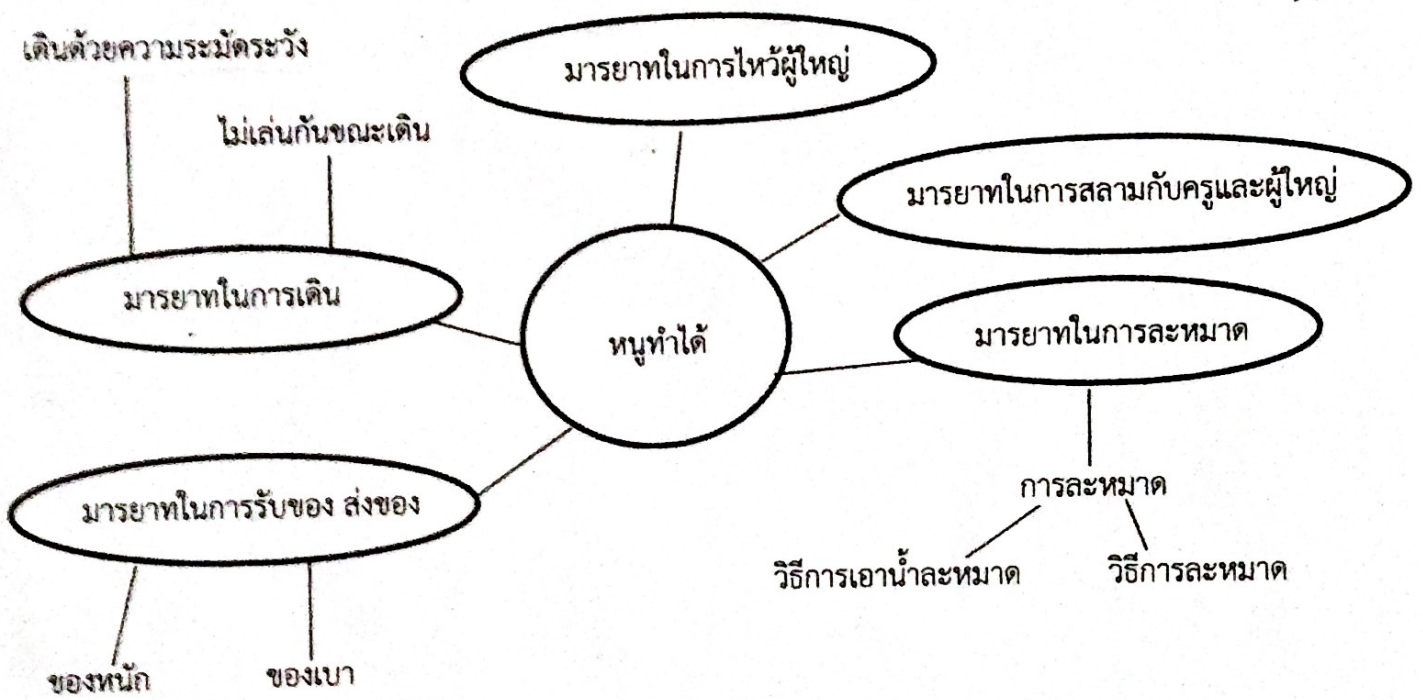 เดินด้วยความระมัดระวัง
มารยาทในการไหว้ผู้ใหญ่
ไม่เล่นกันขณะเดิน
มารยาทในการสลามกับครูและผู้ใหญ่
มารยาทในการเดิน
หนูทำได้
มารยาทในการละหมาด
การละหมาด
มารยาทในการรับของ ส่งของ
วิธีการเอาน้ำละหมาด
วิธีการละหมาด
ของหนัก
ของเบา